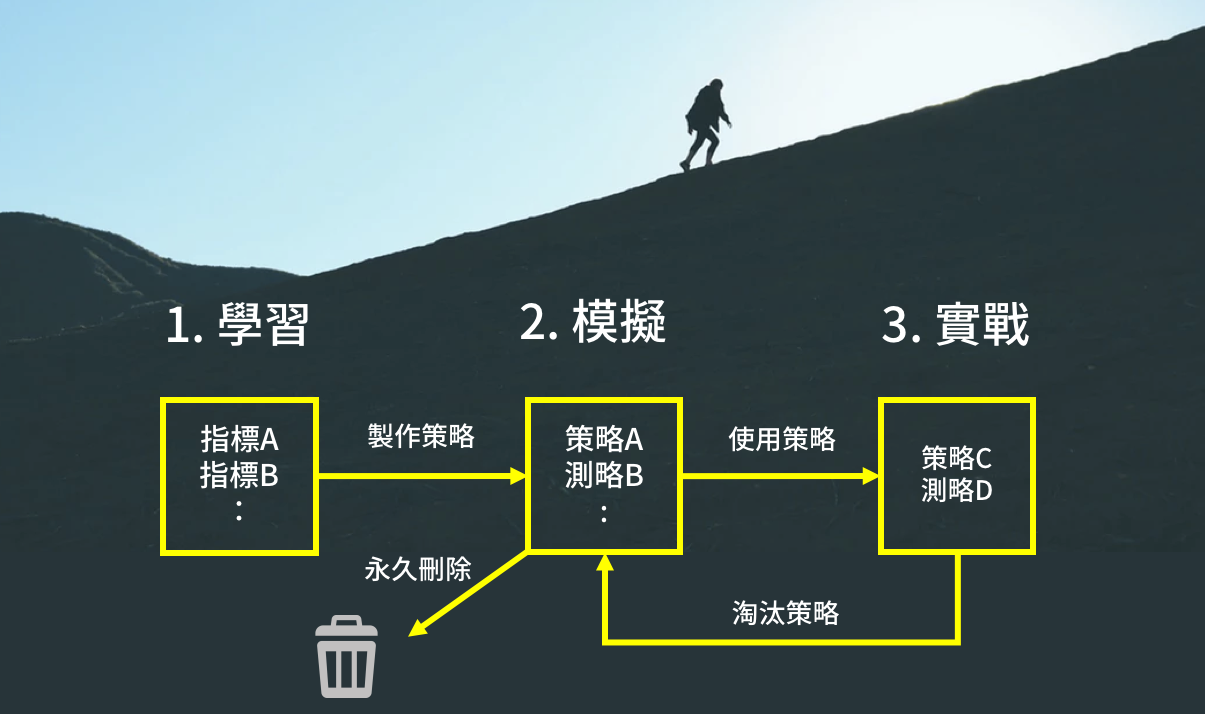 1. 學習
2. 模擬
3. 實戰
指標A
指標B
:
製作策略
策略A
測略B
:
使用策略
策略C
測略D
永久刪除
淘汰策略